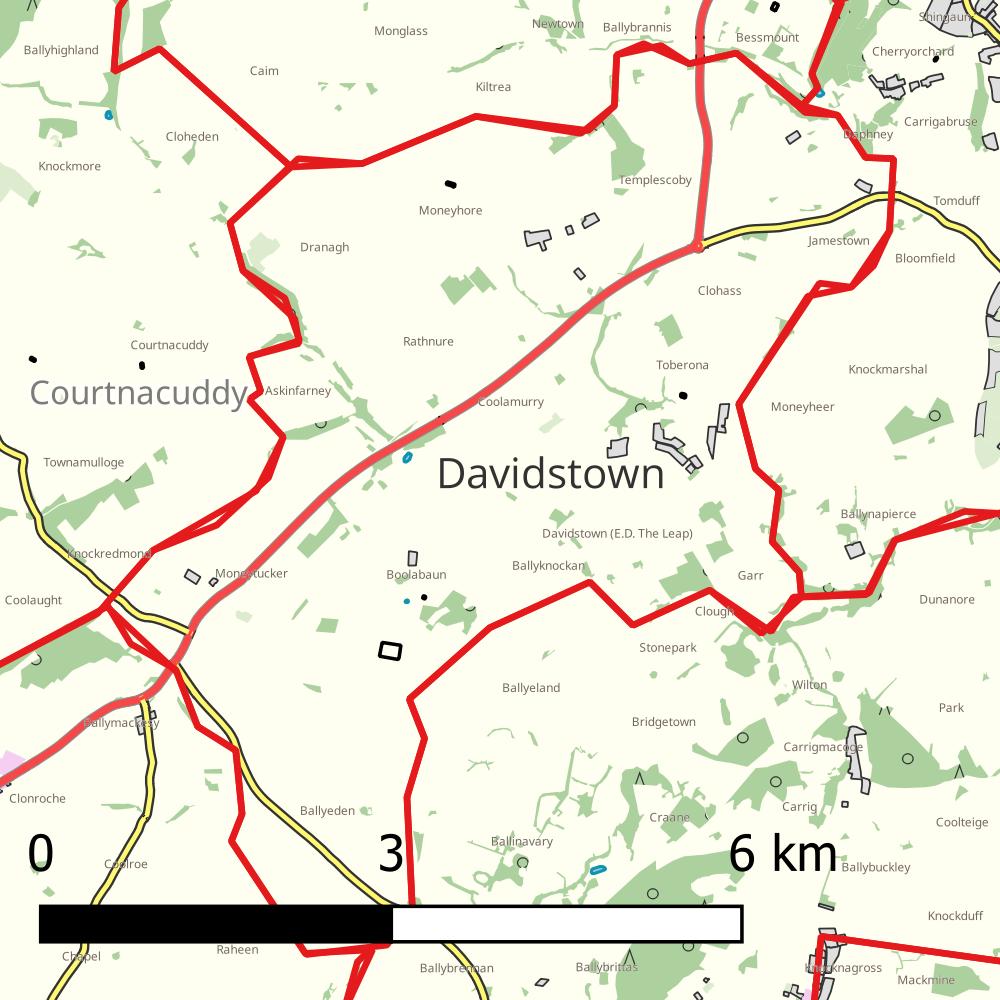 Shingaun
Newtown
Ballybrannis
Monglass
Bessmount
Ballyhighland
Cherryorchard
Caim
Kiltrea
Carrigabruse
Cloheden
Daphney
Knockmore
Templescoby
Tomduff
Moneyhore
Jamestown
Dranagh
Bloomfield
Clohass
Rathnure
Courtnacuddy
Toberona
Knockmarshal
Courtnacuddy
Askinfarney
Coolamurry
Moneyheer
Townamulloge
Davidstown
Ballynapierce
Davidstown (E.D. The Leap)
Knockredmond
Ballyknockan
Monestucker
Boolabaun
Garr
Coolaught
Dunanore
Clough
Stonepark
Wilton
Ballyeland
Park
Ballymackesy
Bridgetown
Carrigmacoge
Clonroche
Ballyeden
Carrig
Craane
Coolteige
Ballinavary
0 3 6 km
Coolroe
Ballybuckley
Knockduff
Raheen
Chapel
Ballybrennan
Ballybrittas
Knocknagross
Mackmine